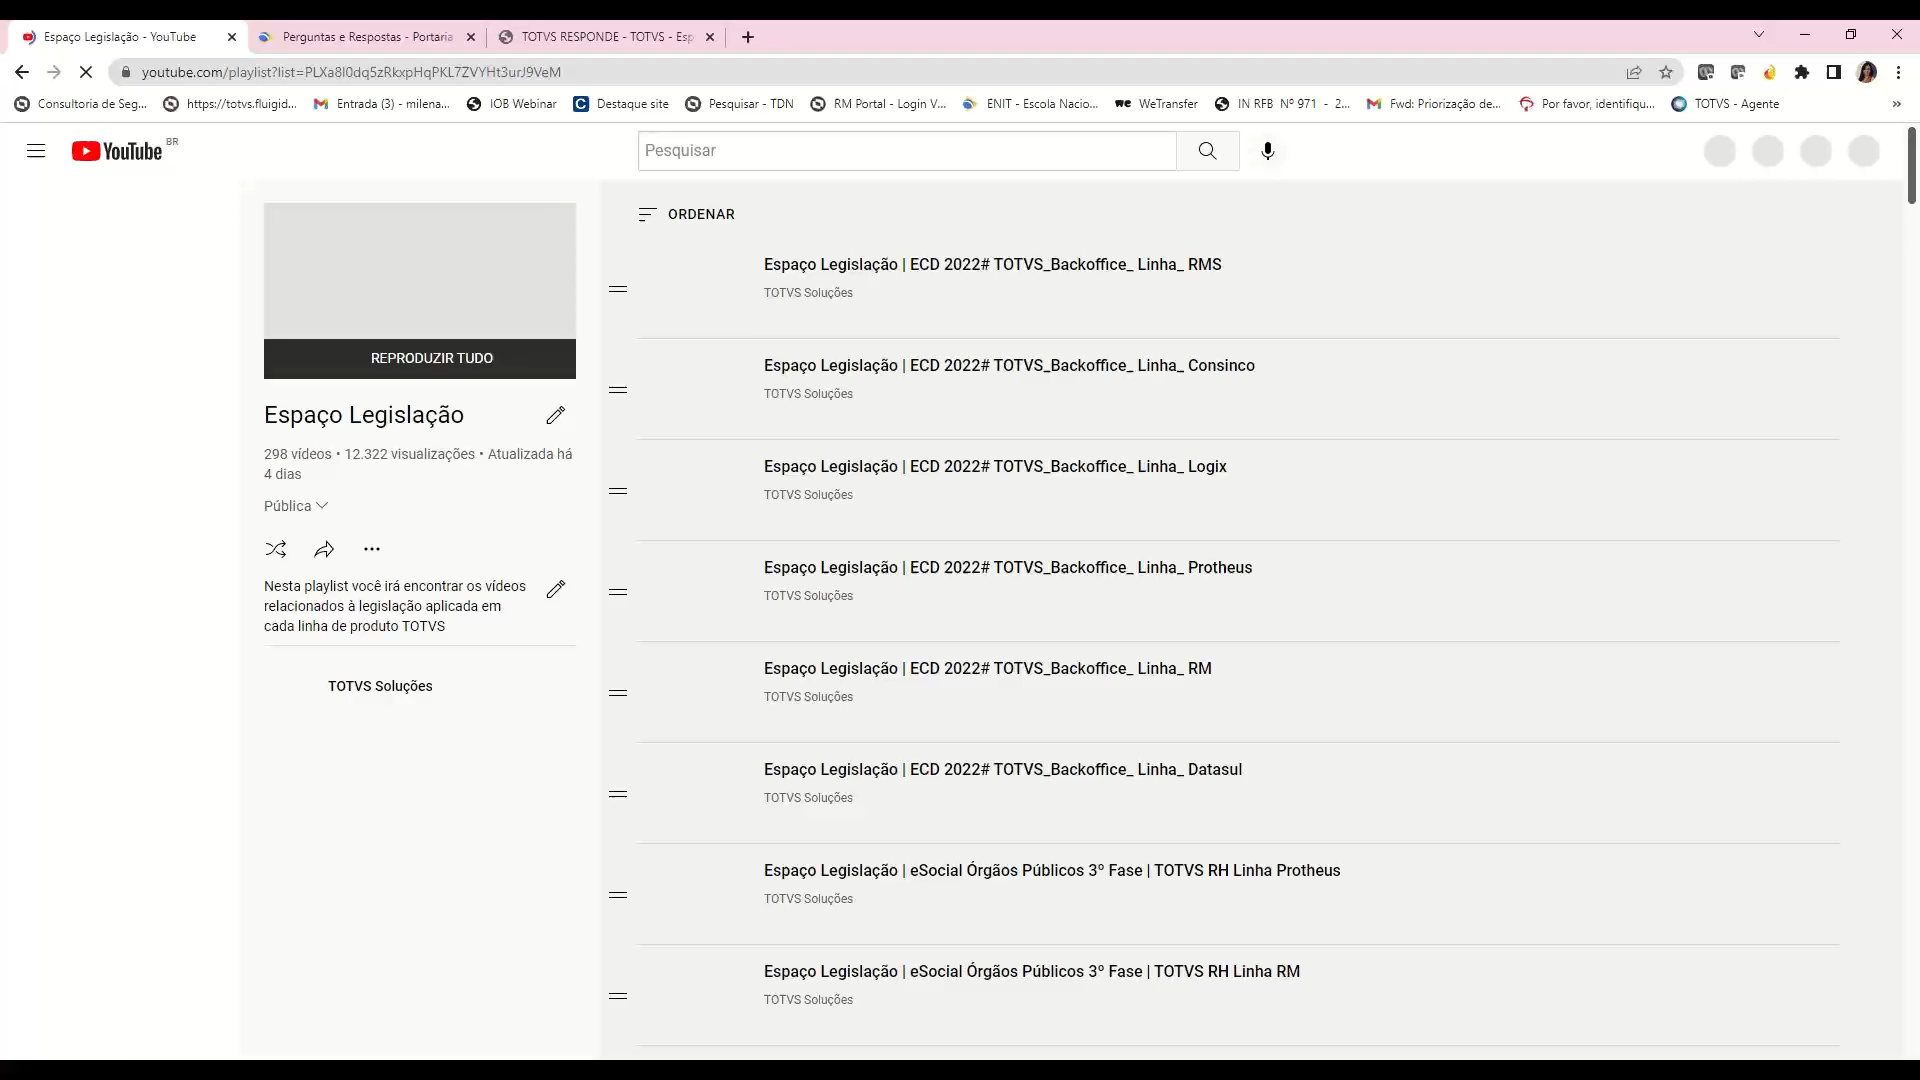 Espaço Legislação - YouTube
Perguntas e Respostas - Portaria
TOTVS RESPONDE - TOTVS - Esp
youtube.com/playlist?list=PLXa8l0dq5zRkxpHqPKL7ZVYHt3urJ9VeM
Consultoria de Seg...
https://totvs.fluigid...
Entrada (3) - milena...
IOB Webinar
Destaque site
Pesquisar - TDN
RM Portal - Login V...
ENIT - Escola Nacio...
WeTransfer
IN RFB Nº 971 - 2...
Fwd: Priorização de...
Por favor, identifiqu...
TOTVS - Agente
YouTube BR
Pesquisar
REPRODUZIR TUDO
Espaço Legislação
298 vídeos • 12.322 visualizações • Atualizada há
4 dias
Pública
Nesta playlist você irá encontrar os vídeos
relacionados à legislação aplicada em
cada linha de produto TOTVS
TOTVS Soluções
ORDENAR
Espaço Legislação | ECD 2022# TOTVS_Backoffice_ Linha_ RMS
TOTVS Soluções
Espaço Legislação | ECD 2022# TOTVS_Backoffice_ Linha_ Consinco
TOTVS Soluções
Espaço Legislação | ECD 2022# TOTVS_Backoffice_ Linha_ Logix
TOTVS Soluções
Espaço Legislação | ECD 2022# TOTVS_Backoffice_ Linha_ Protheus
TOTVS Soluções
Espaço Legislação | ECD 2022# TOTVS_Backoffice_ Linha_ RM
TOTVS Soluções
Espaço Legislação | ECD 2022# TOTVS_Backoffice_ Linha_ Datasul
TOTVS Soluções
Espaço Legislação | eSocial Órgãos Públicos 3º Fase | TOTVS RH Linha Protheus
TOTVS Soluções
Espaço Legislação | eSocial Órgãos Públicos 3º Fase | TOTVS RH Linha RM
TOTVS Soluções